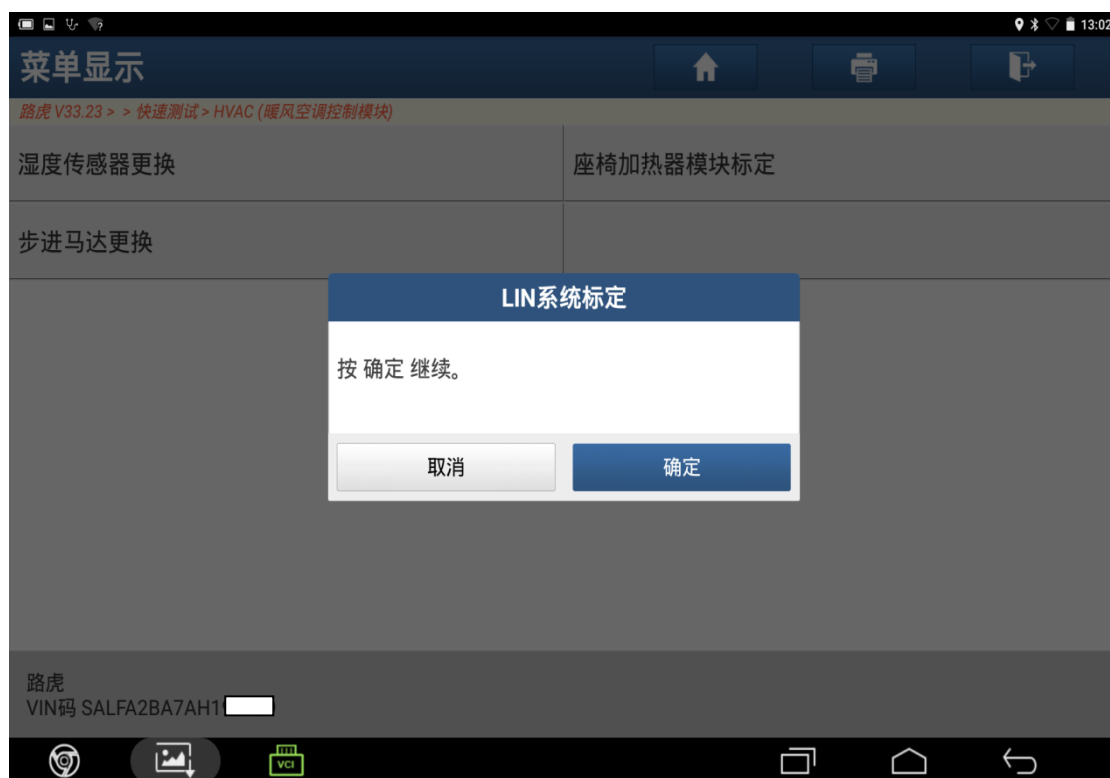 13:02
菜单显示
路虎 V33.23 > > 快速测试 > HVAC (暖风空调控制模块)
湿度传感器更换
座椅加热器模块标定
步进马达更换
LIN系统标定
按 确定 继续。
取消
确定
路虎
VIN码 SALFA2BA7AH1
VCI